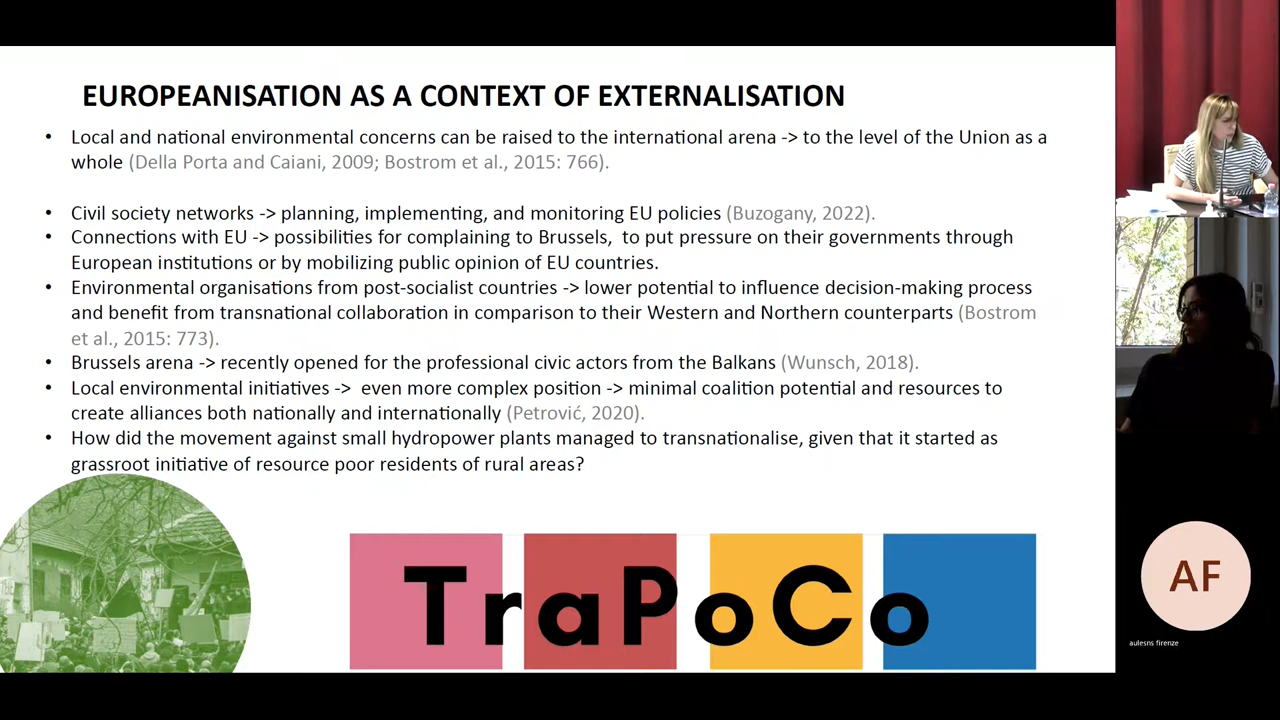 EUROPEANISATION AS A CONTEXT OF EXTERNALISATION
• Local and national environmental concerns can be raised to the international arena -> to the level of the Union as a
whole (Della Porta and Caiani, 2009; Bostrom et al., 2015: 766).
• Civil society networks -> planning, implementing, and monitoring EU policies (Buzogany, 2022).
• Connections with EU -> possibilities for complaining to Brussels, to put pressure on their governments through
European institutions or by mobilizing public opinion of EU countries.
• Environmental organisations from post-socialist countries -> lower potential to influence decision-making process
and benefit from transnational collaboration in comparison to their Western and Northern counterparts (Bostrom
et al., 2015: 773).
• Brussels arena -> recently opened for the professional civic actors from the Balkans (Wunsch, 2018).
• Local environmental initiatives -> even more complex position -> minimal coalition potential and resources to
create alliances both nationally and internationally (Petrović, 2020).
• How did the movement against small hydropower plants managed to transnationalise, given that it started as
grassroot initiative of resource poor residents of rural areas?
TraPoCo
AF
aulesns firenze